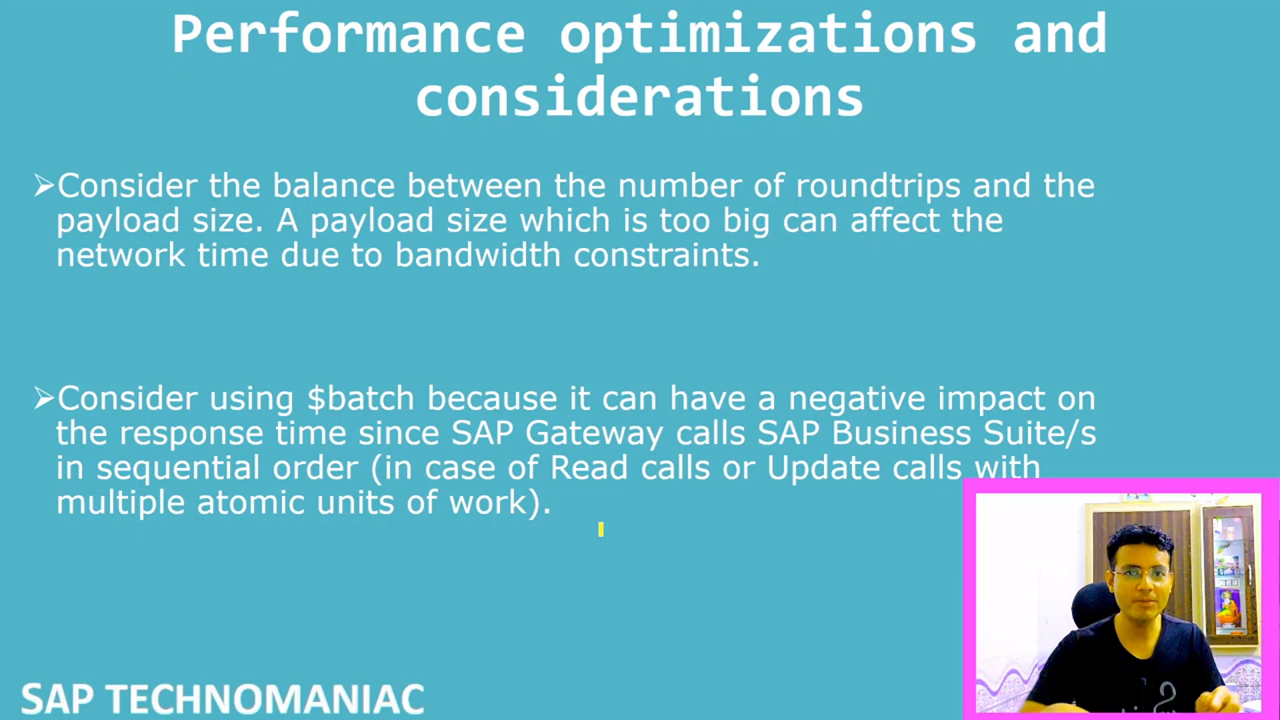 Performance optimizations and
considerations
➢Consider the balance between the number of roundtrips and the
payload size. A payload size which is too big can affect the
network time due to bandwidth constraints.
➢Consider using $batch because it can have a negative impact on
the response time since SAP Gateway calls SAP Business Suite/s
in sequential order (in case of Read calls or Update calls with
multiple atomic units of work).
SAP TECHNOMANIAC